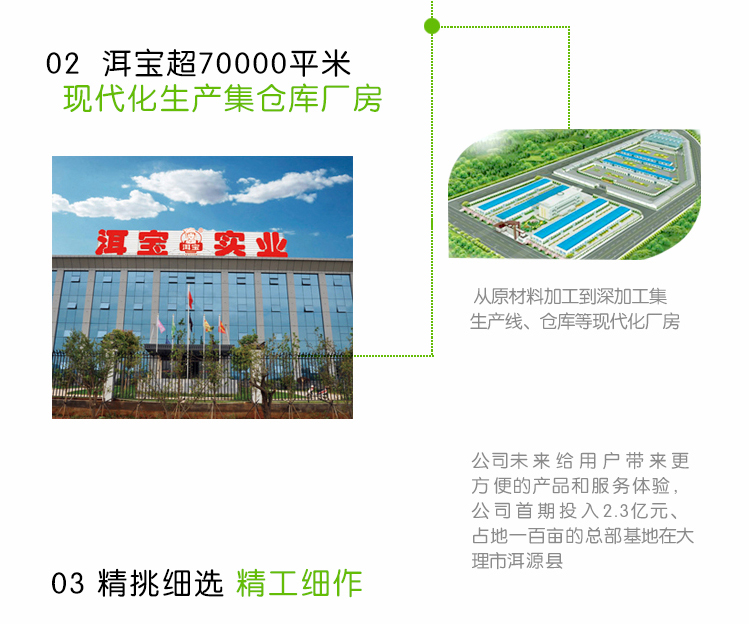 02 洱宝超70000平米
现代化生产集仓库厂房
洱宝 洱宝 实业
从原材料加工到深加工集
生产线、仓库等现代化厂房
公司未来给用户带来更
方便的产品和服务体验，
公司首期投入2.3亿元、
占地一百亩的总部基地在大
理市洱源县
03 精挑细选 精工细作